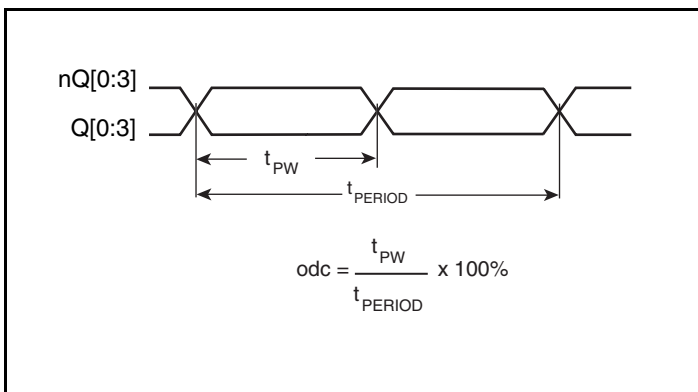 nQ[0:3]
Q[0:3]
tPW
tPERIOD
odc = tPW / tPERIOD x 100%